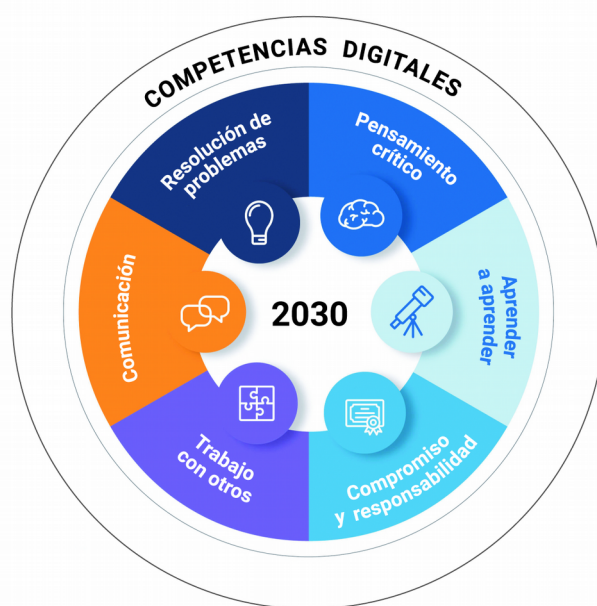 COMPETENCIAS DIGITALES
Resolución de
problemas
Pensamiento
crítico
Comunicación
2030
Aprender
a aprender
Trabajo
con otros
Compromiso
y responsabilidad